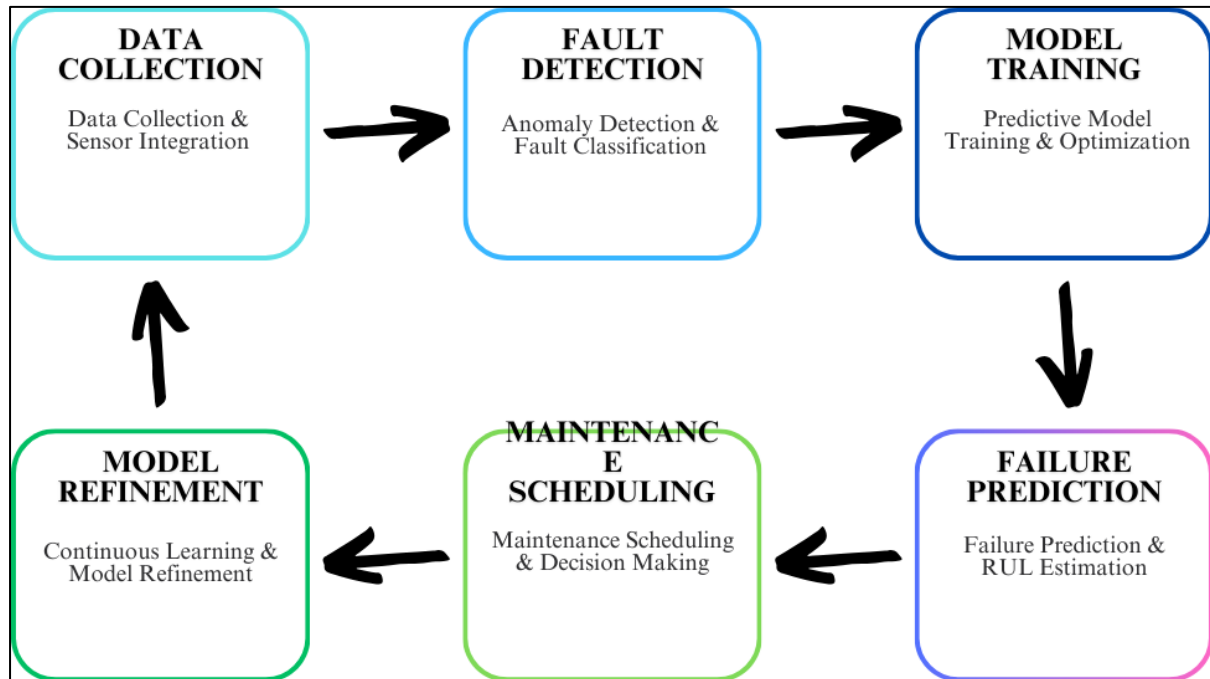 DATA
COLLECTION
Data Collection &
Sensor Integration
FAULT
DETECTION
Anomaly Detection &
Fault Classification
MODEL
TRAINING
Predictive Model
Training & Optimization
FAILURE
PREDICTION
Failure Prediction &
RUL Estimation
MAINTENANC
E
SCHEDULING
Maintenance Scheduling
& Decision Making
MODEL
REFINEMENT
Continuous Learning &
Model Refinement